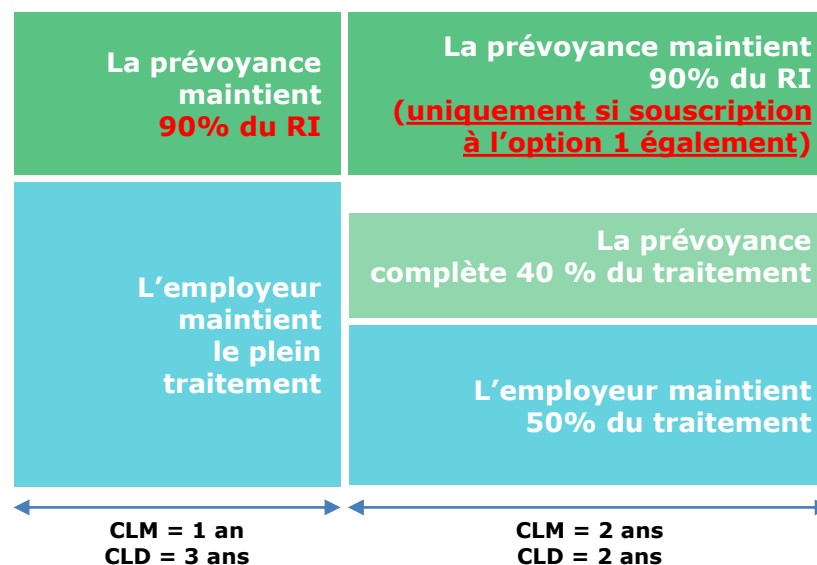 La prévoyance
maintient
90% du RI
La prévoyance maintient
90% du RI
(uniquement si souscription
à l’option 1 également)
L’employeur
maintient
le plein
traitement
La prévoyance
complète 40 % du traitement
L’employeur maintient
50% du traitement
CLM = 1 an
CLD = 3 ans
CLM = 2 ans
CLD = 2 ans